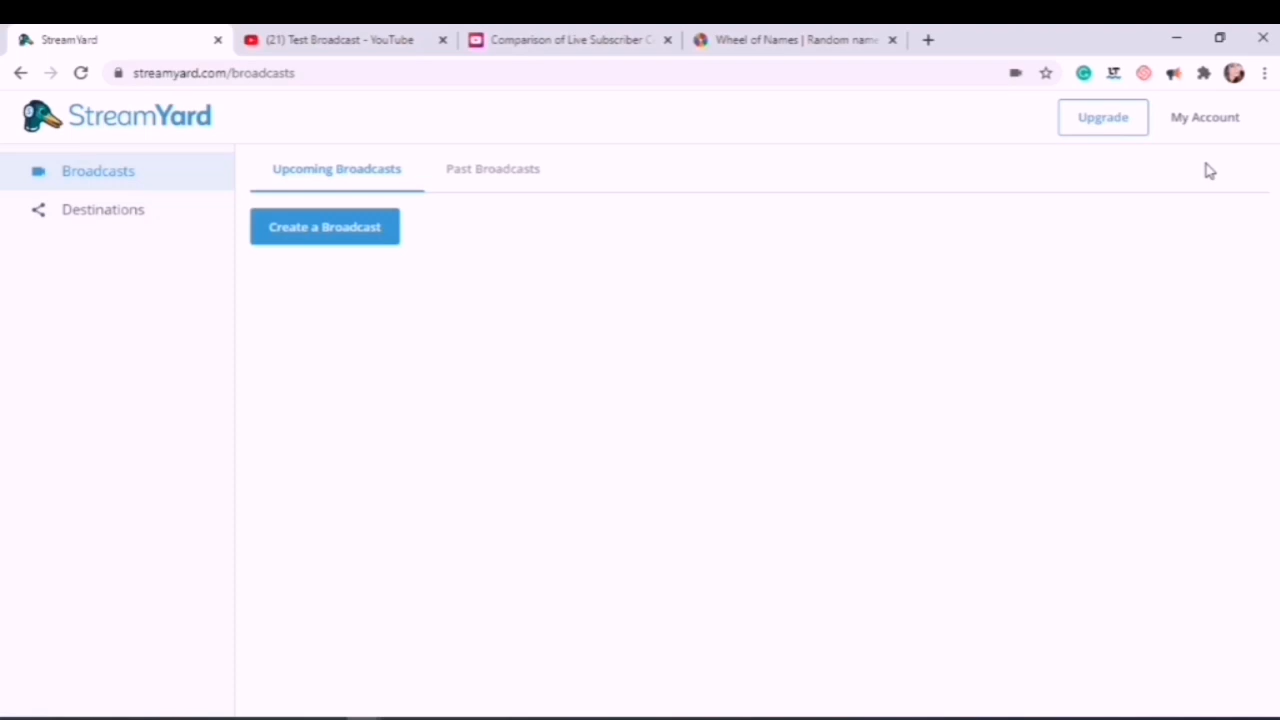 StreamYard
(21) Test Broadcast - YouTube
Comparison of Live Subscriber C
Wheel of Names | Random name
streamyard.com/broadcasts
LT
StreamYard
Upgrade
My Account
Broadcasts
Upcoming Broadcasts
Past Broadcasts
Destinations
Create a Broadcast